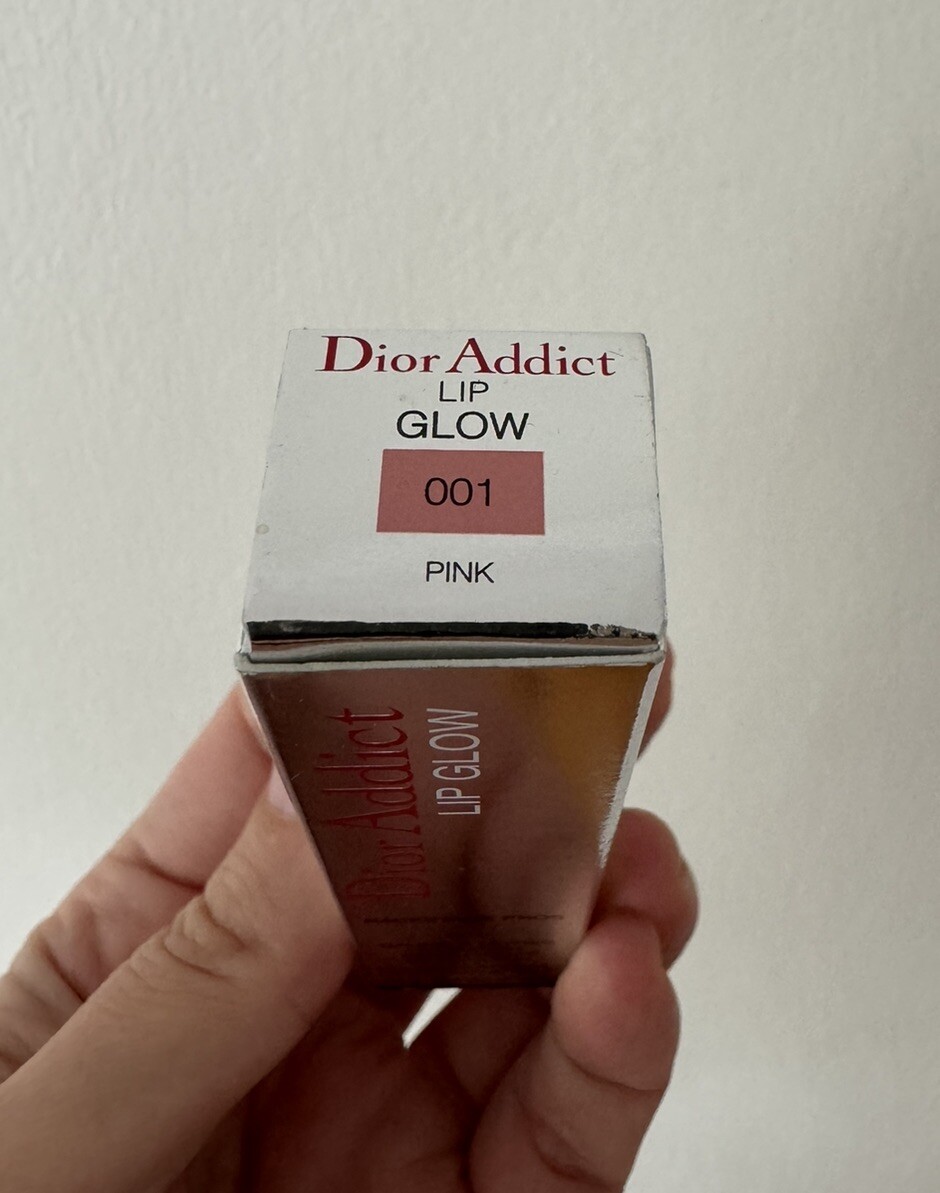 Dior Addict
LIP
GLOW
001
PINK
Dior Addict
LIP GLOW